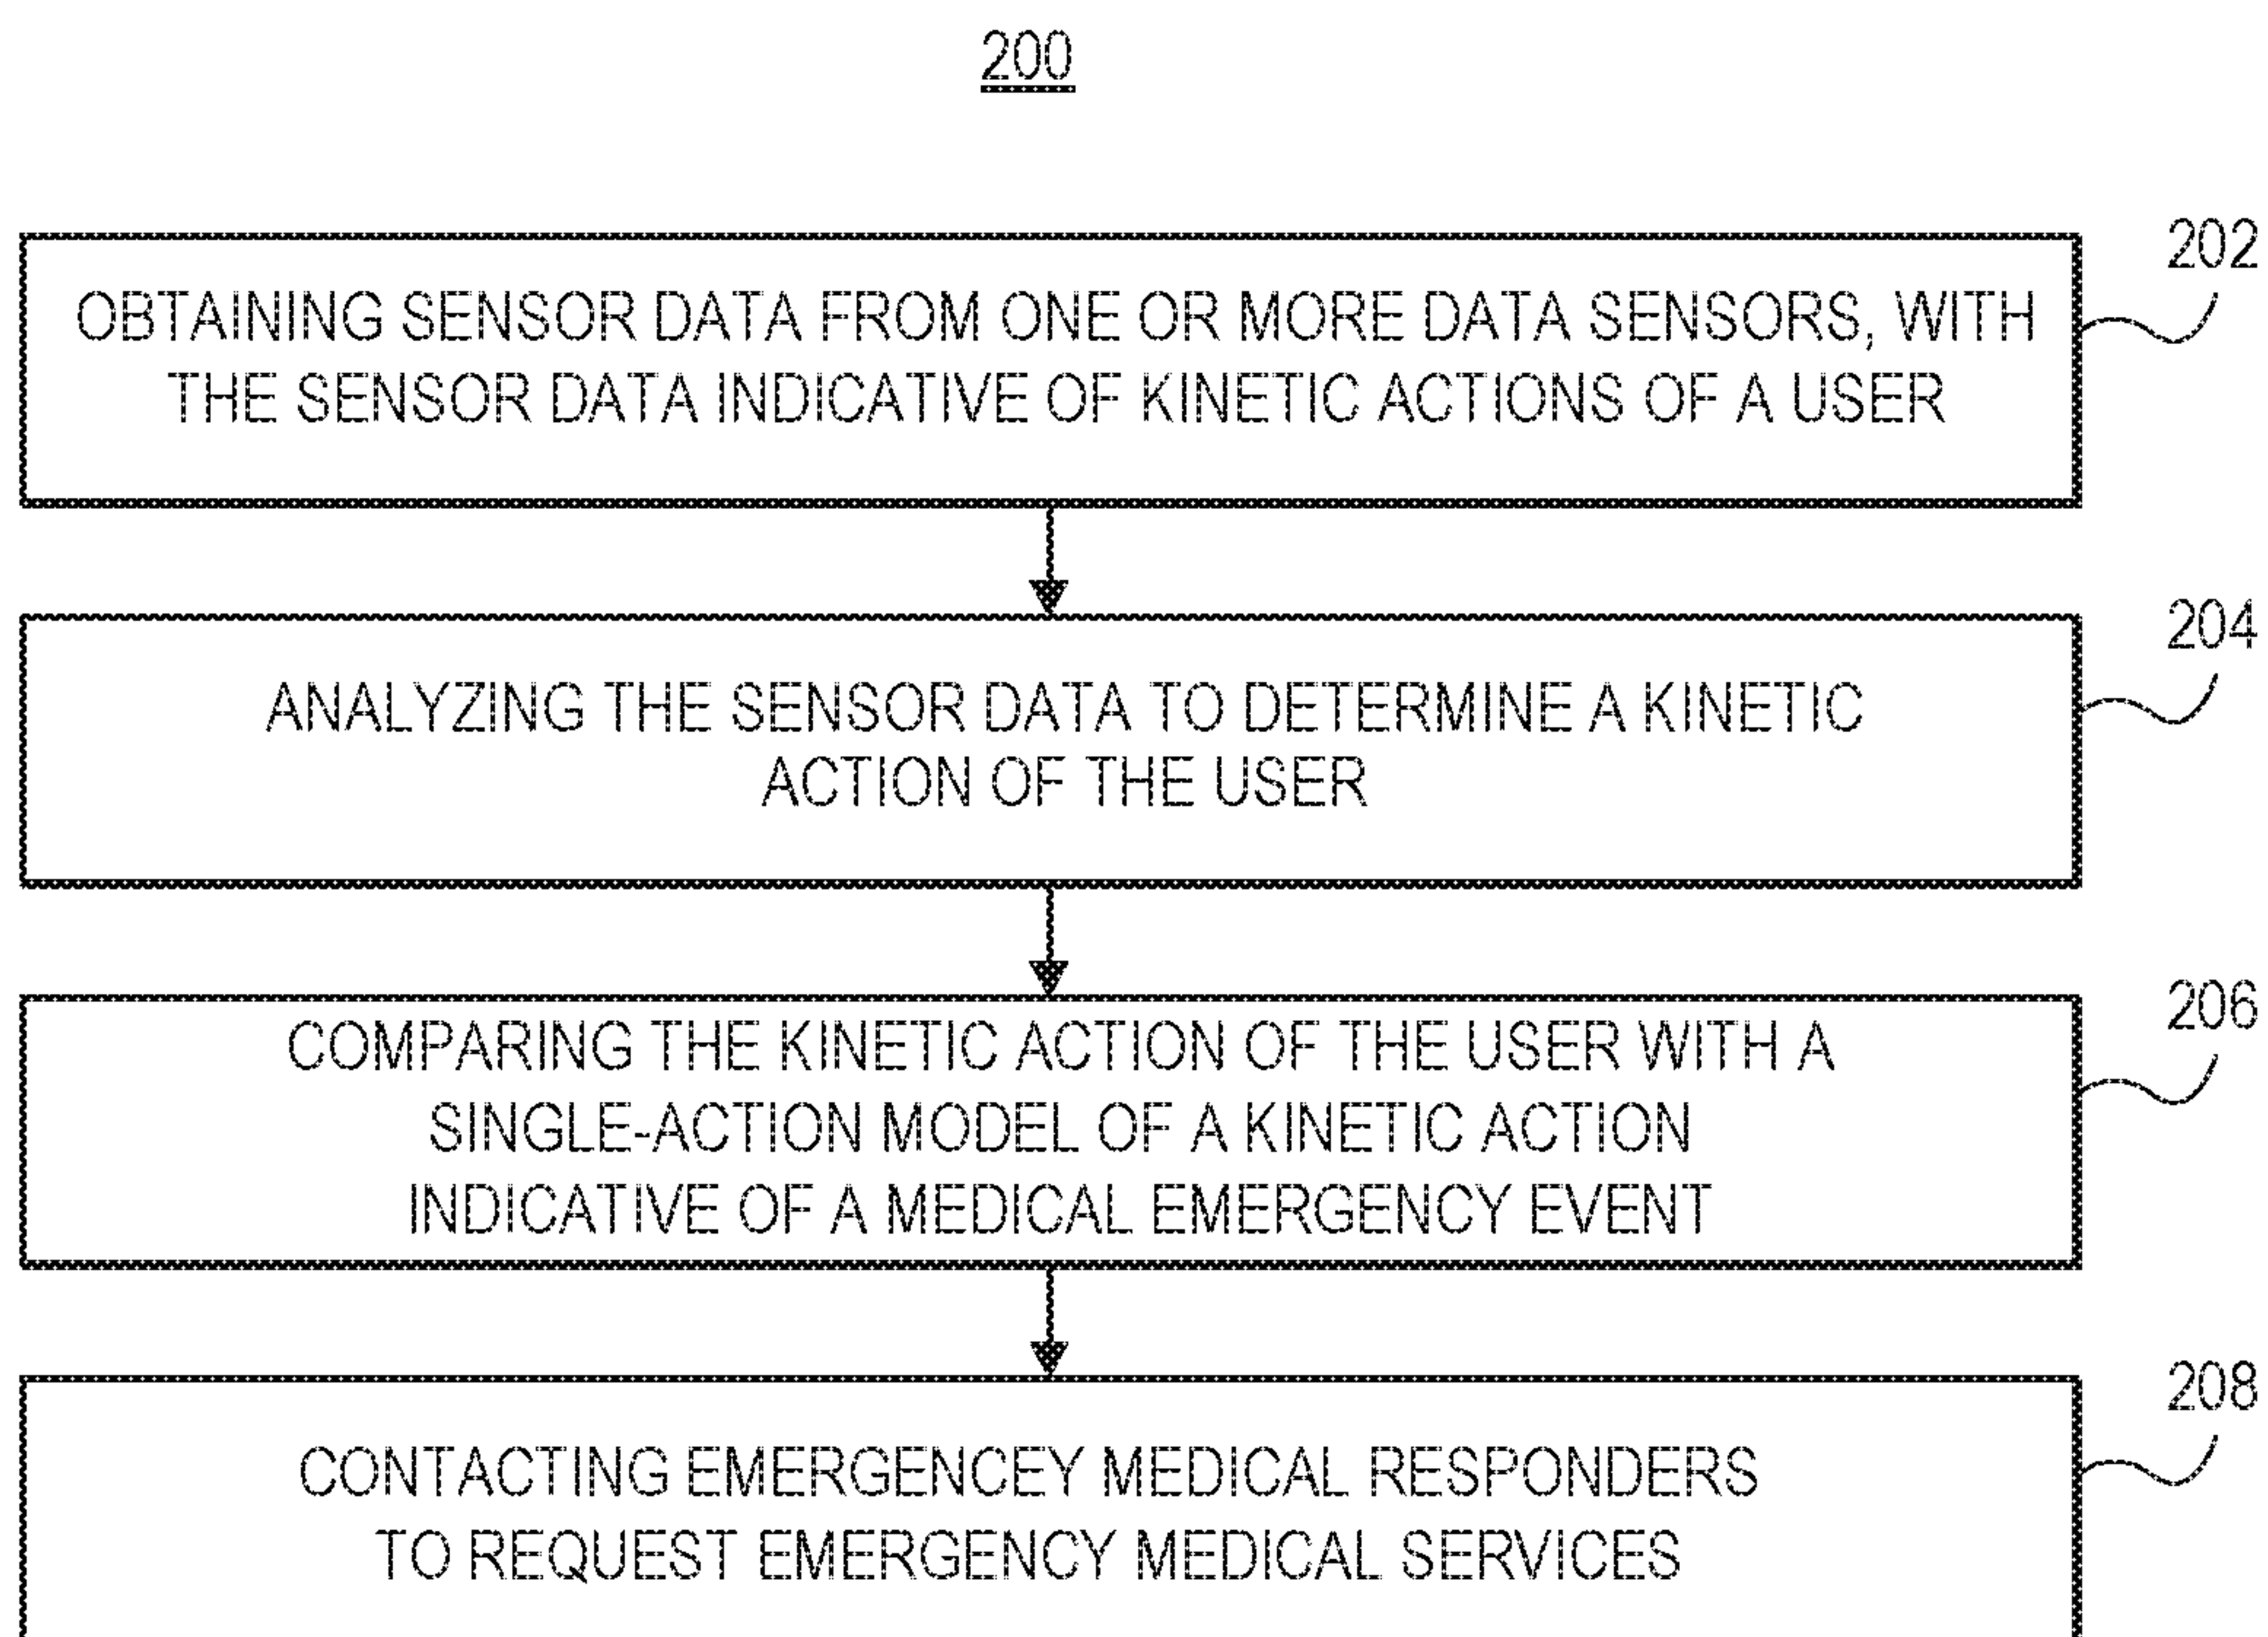 200
202
OBTAINING SENSOR DATA FROM ONE OR MORE DATA SENSORS, WITH
THE SENSOR DATA INDICATIVE OF KINETIC ACTIONS OF A USER
204
ANALYZING THE SENSOR DATA TO DETERMINE A KINETIC
ACTION OF THE USER
206
COMPARING THE KINETIC ACTION OF THE USER WITH A
SINGLE-ACTION MODEL OF A KINETIC ACTION
INDICATIVE OF A MEDICAL EMERGENCY EVENT
208
CONTACTING EMERGENCEY MEDICAL RESPONDERS
TO REQUEST EMERGENCY MEDICAL SERVICES